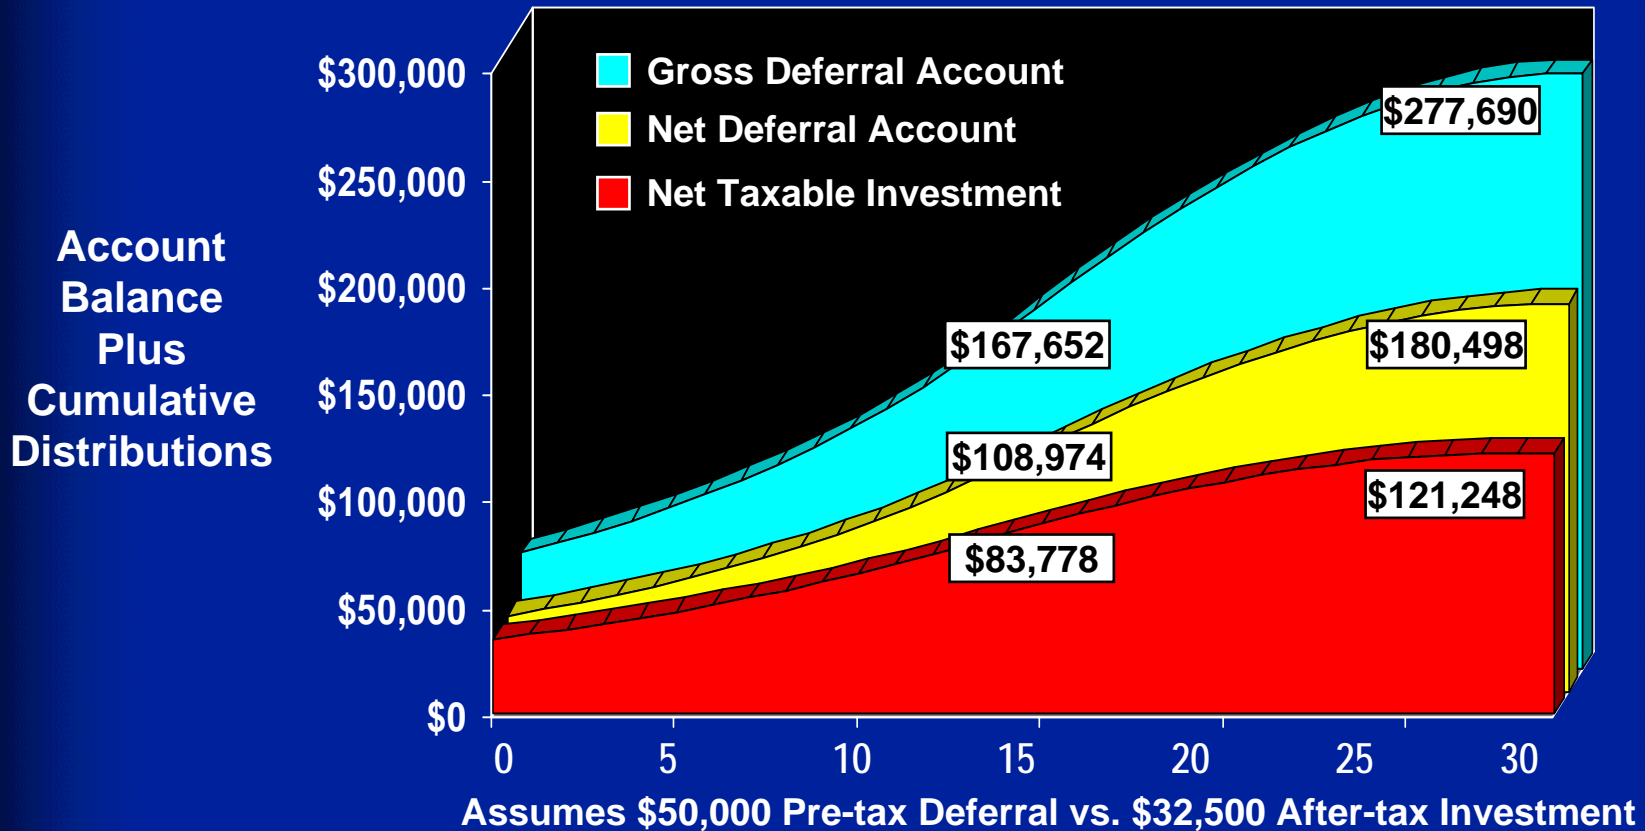 Account
Balance
Plus
Cumulative
Distributions
$300,000
$250,000
$200,000
$150,000
$100,000
$50,000
$0
Gross Deferral Account
Net Deferral Account
Net Taxable Investment
$277,690
$167,652
$180,498
$108,974
$121,248
$83,778
0 5 10 15 20 25 30
Assumes $50,000 Pre-tax Deferral vs. $32,500 After-tax Investment